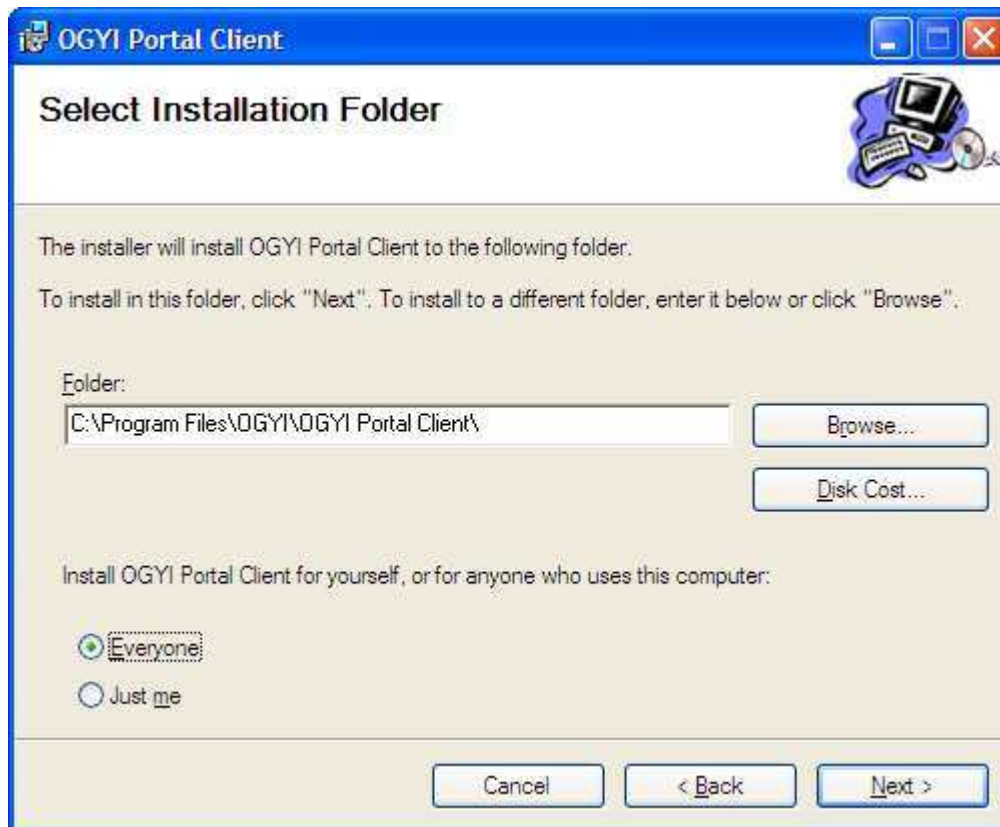 OGYI Portal Client
Select Installation Folder
The installer will install OGYI Portal Client to the following folder.
To install in this folder, click "Next". To install to a different folder, enter it below or click "Browse".
Folder:
C:\Program Files\OGYI\OGYI Portal Client\
Browse...
Disk Cost...
Install OGYI Portal Client for yourself, or for anyone who uses this computer:
Everyone
Just me
Cancel
< Back
Next >